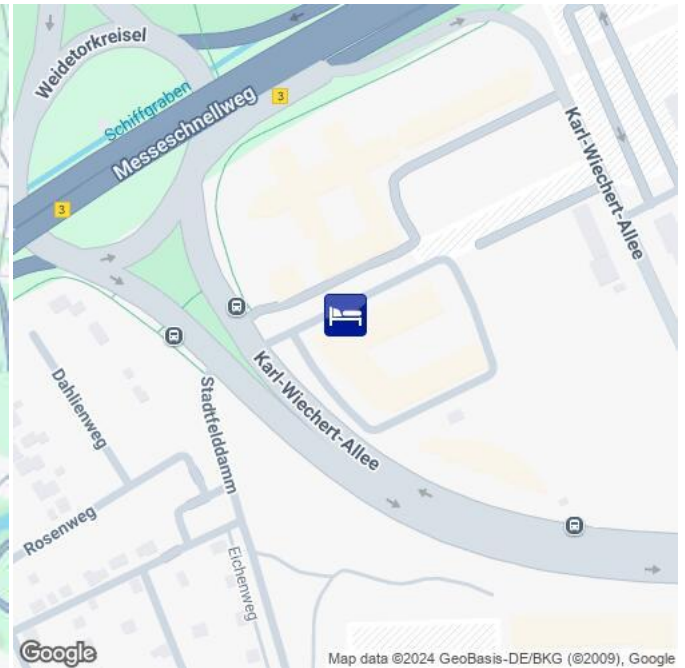 Weidetorkreisel
Schiffgraben
Messeschnellweg
3
3
Karl-Wiechert-Allee
Karl-Wiechert-Allee
Dahlienweg
Stadtfelddamm
Rosenweg
Eichenweg
Google
Map data ©2024 GeoBasis-DE/BKG (©2009), Google